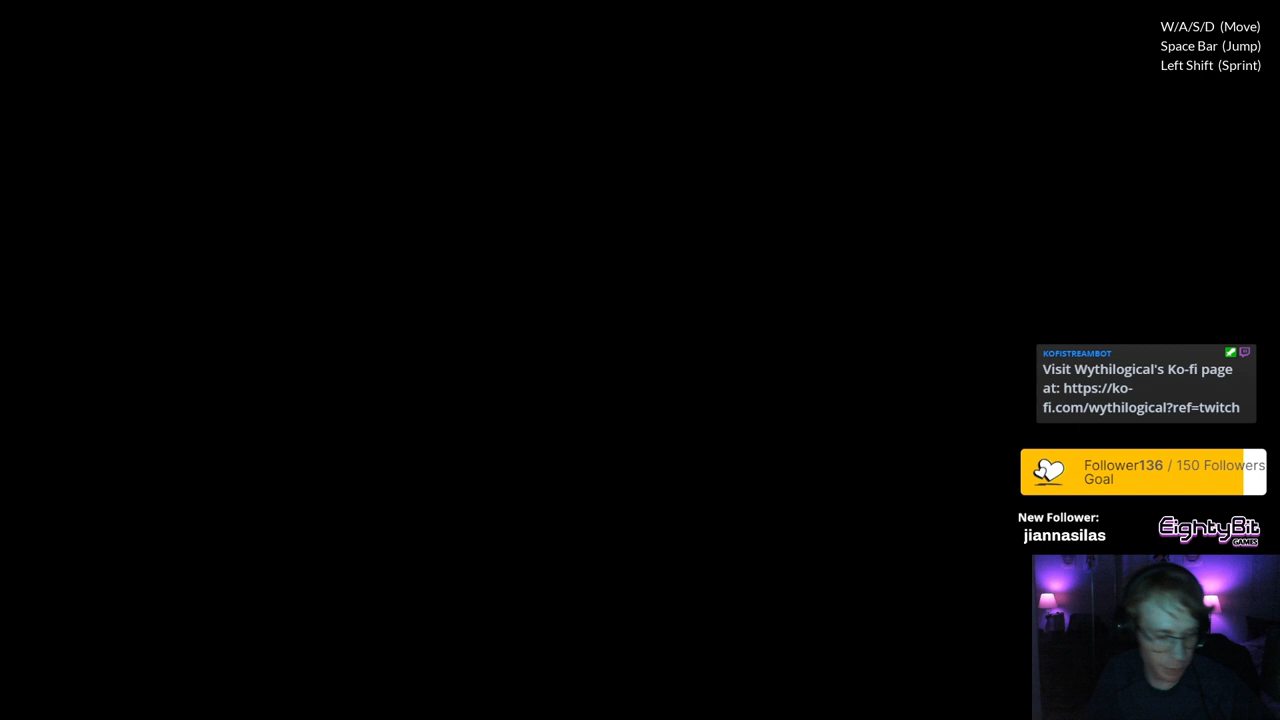 W/A/S/D (Move)
Space Bar (Jump)
Left Shift (Sprint)
KOFISTREAMBOT
Visit Wythilogical's Ko-fi page
at: https://ko-
fi.com/wythilogical?ref=twitch
Follower136 / 150 Followers
Goal
New Follower:
jiannasilas
EightyBit
GAMES